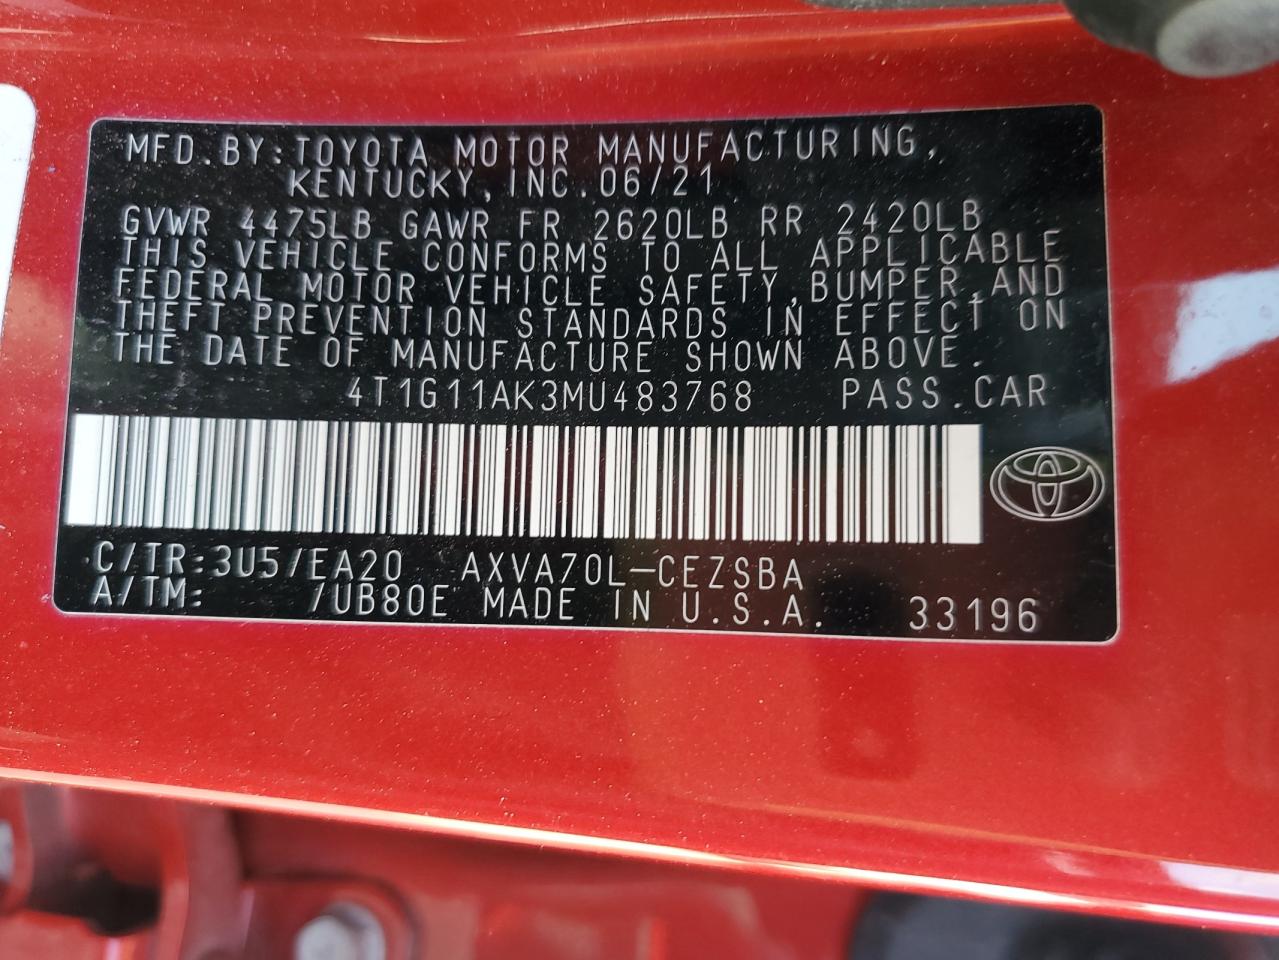 MFD.BY:TOYOTA MOTOR MANUFACTURING,
KENTUCKY,INC.06/21
GVWR 4475LB GAWR FR 2620LB RR 2420LB
THIS VEHICLE CONFORMS TO ALL APPLICABLE
FEDERAL MOTOR VEHICLE SAFETY,BUMPER,AND
THEFT PREVENTION STANDARDS IN EFFECT ON
THE DATE OF MANUFACTURE SHOWN ABOVE.
4T1G11AK3MU483768 PASS.CAR
C/TR:3U5/EA20 AXVA70L-CEZSBA
A/TM: /UB80E MADE IN U.S.A. 33196